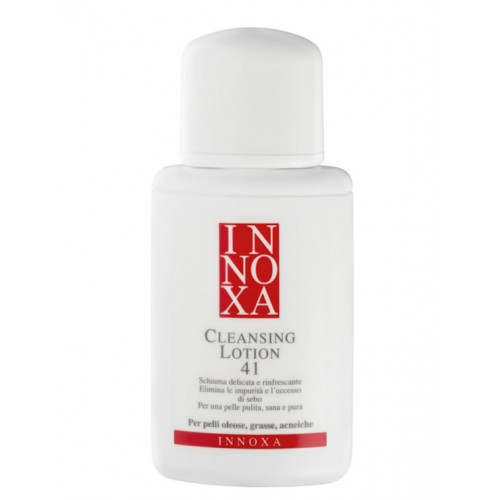 IN
NO
XA
CLEANSING
LOTION
41
Schiuma delicata e rinfrescante
Elimina le impurità e l'eccesso
di sebo
Per una pelle pulita, sana e pura
Per pelli oleose, grasse, acneiche
INNOXA